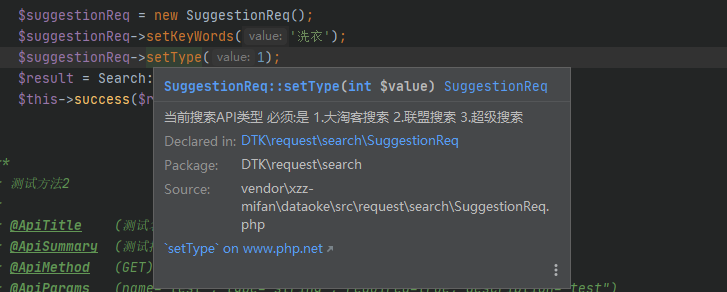 $suggestionReq = new SuggestionReq();
$suggestionReq->setKeyWords( value: '洗衣');
$suggestionReq->setType( value: 1);
$result = Search:
$this->success($r
SuggestionReq::setType(int $value) SuggestionReq
当前搜索API类型 必须:是 1.大淘客搜索 2.联盟搜索 3.超级搜索
Declared in: DTK\request\search\SuggestionReq
Package: DTK\request\search
Source: vendor\xzz-
mifan\dataoke\src\request\search\SuggestionReq.
php
`setType` on www.php.net
*
测试方法2
@ApiTitle (测试
@ApiSummary (测试
@ApiMethod (GET)
@ApiParams